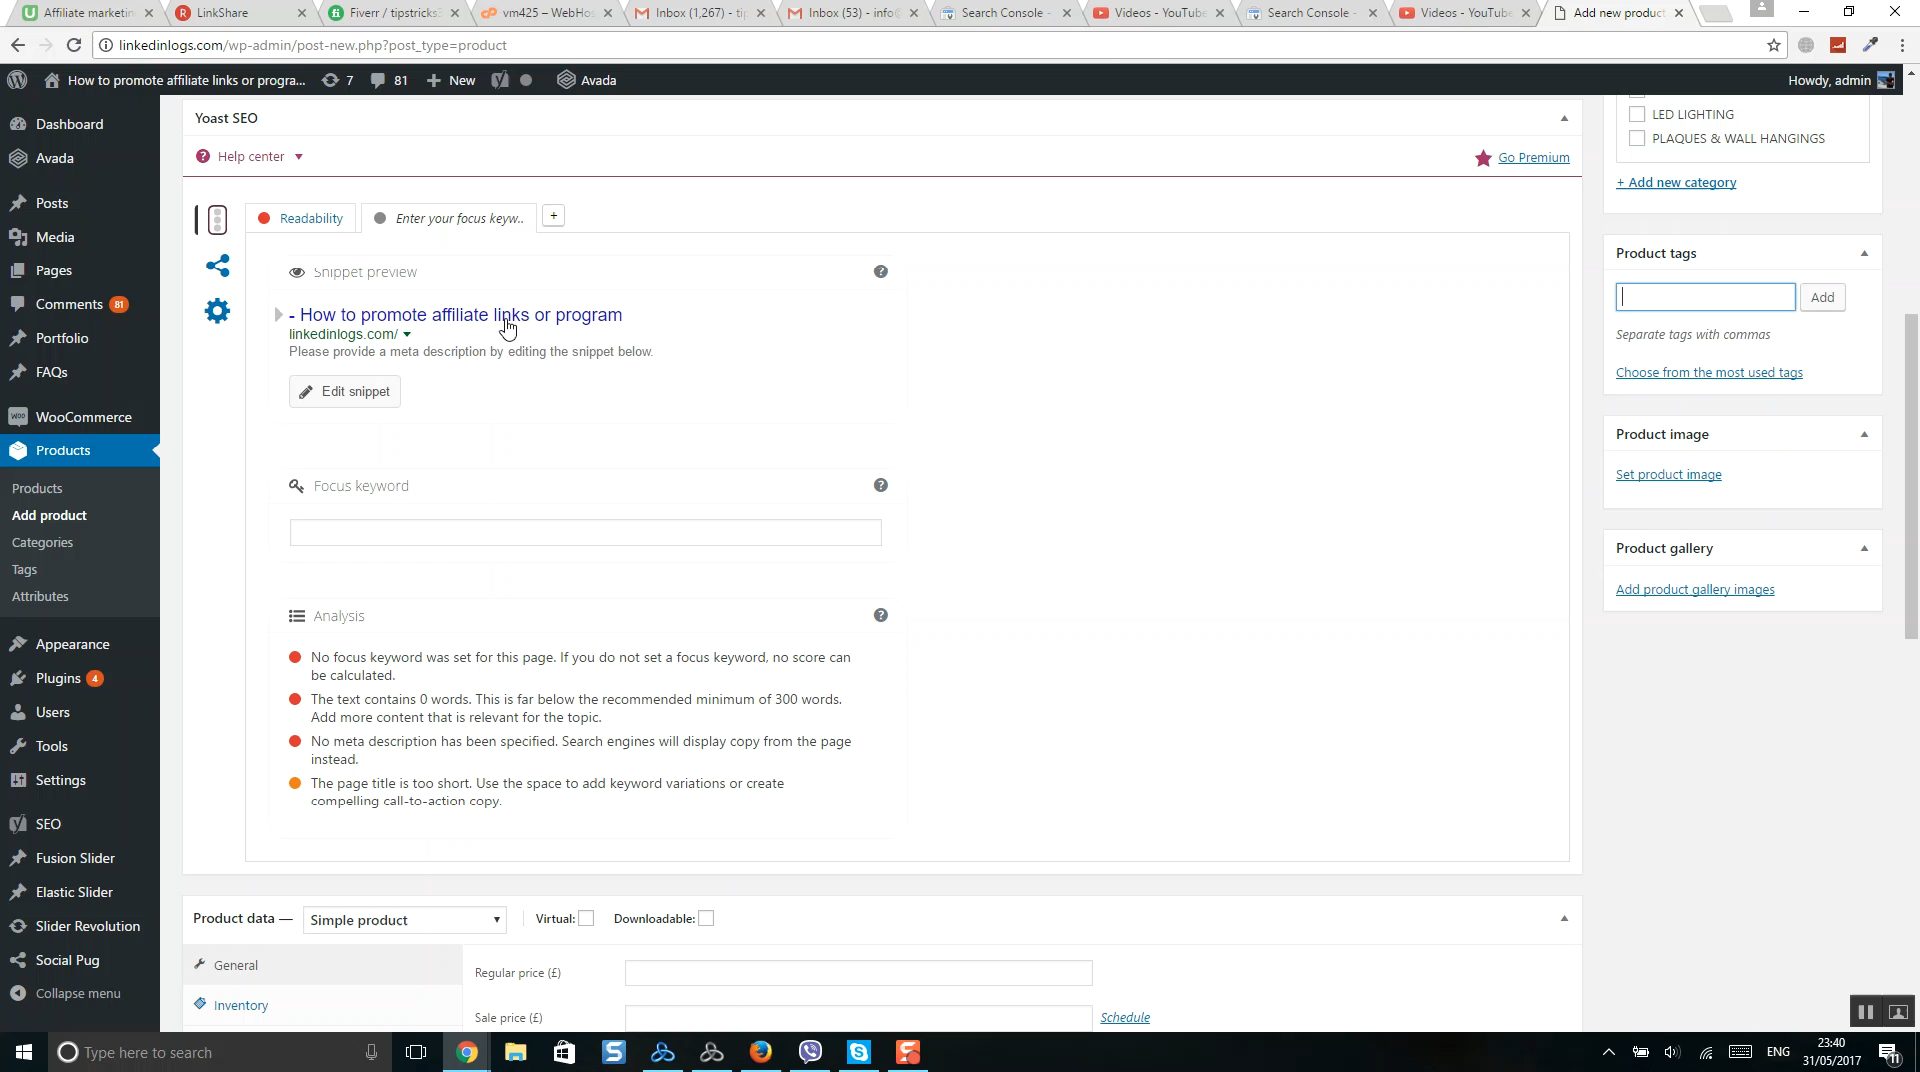 Affiliate marketin
LinkShare
Fiverr / tipstricks
vm425 – WebHos
Inbox (1,267) - tip
Inbox (53) - info
Search Console -
Videos - YouTube
Search Console -
Videos - YouTube
Add new product
linkedinlogs.com/wp-admin/post-new.php?post_type=product
How to promote affiliate links or progra...
7
81
New
Avada
Howdy, admin
Dashboard
Avada
Posts
Media
Pages
Comments 81
Portfolio
FAQs
WooCommerce
Products
Products
Add product
Categories
Tags
Attributes
Appearance
Plugins 4
Users
Tools
Settings
SEO
Fusion Slider
Elastic Slider
Slider Revolution
Social Pug
Collapse menu
Yoast SEO
Help center
Go Premium
Readability
Enter your focus keyw..
+
Snippet preview
- How to promote affiliate links or program
linkedinlogs.com/
Please provide a meta description by editing the snippet below.
Edit snippet
Focus keyword
Analysis
No focus keyword was set for this page. If you do not set a focus keyword, no score can
be calculated.
The text contains 0 words. This is far below the recommended minimum of 300 words.
Add more content that is relevant for the topic.
No meta description has been specified. Search engines will display copy from the page
instead.
The page title is too short. Use the space to add keyword variations or create
compelling call-to-action copy.
Product data —
Simple product
Virtual:
Downloadable:
General
Inventory
Regular price (£)
Sale price (£)
Schedule
LED LIGHTING
PLAQUES & WALL HANGINGS
+ Add new category
Product tags
Add
Separate tags with commas
Choose from the most used tags
Product image
Set product image
Product gallery
Add product gallery images
Type here to search
ENG
23:40
31/05/2017
11